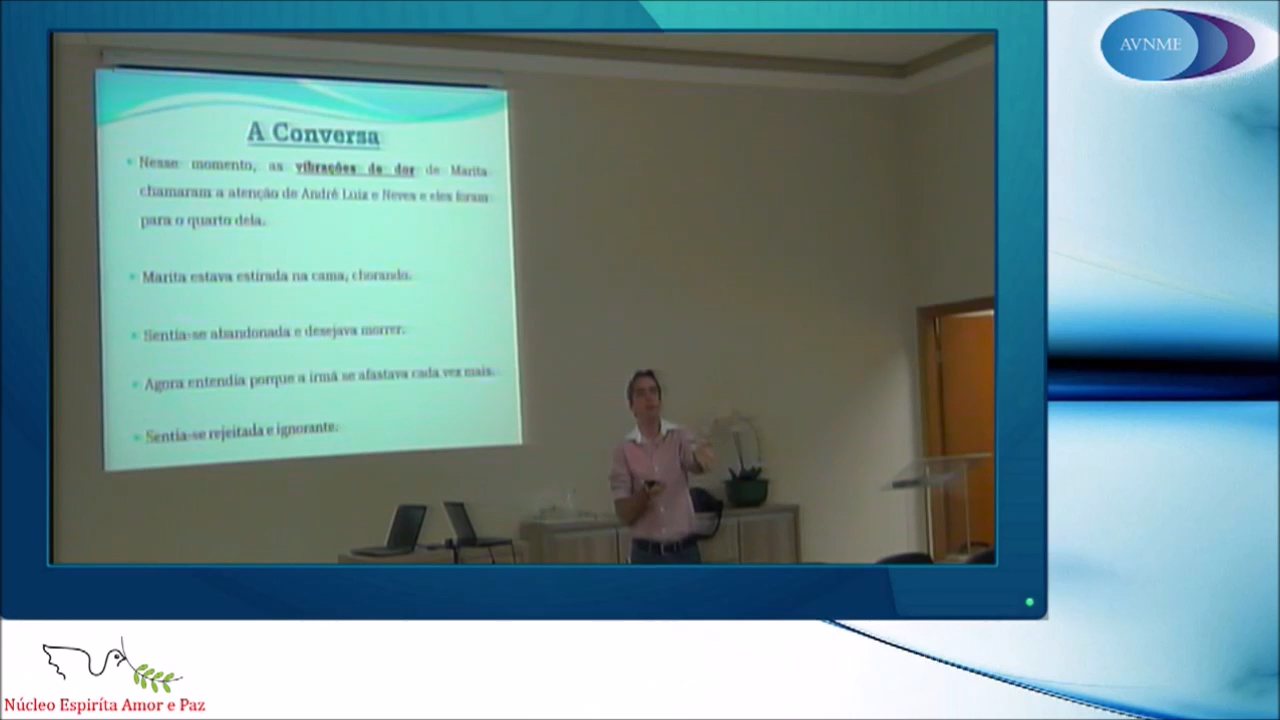 AVNME
A Conversa
Nesse momento, as vibrações de dor de Marita
chamaram a atenção de André Luiz e Neves e eles foram
para o quarto dela.
Marita estava estirada na cama, chorando.
Sentia-se abandonada e desejava morrer.
Agora entendia porque a irmã se afastava cada vez mais.
Sentia-se rejeitada e ignorante.
Núcleo Espírita Amor e Paz